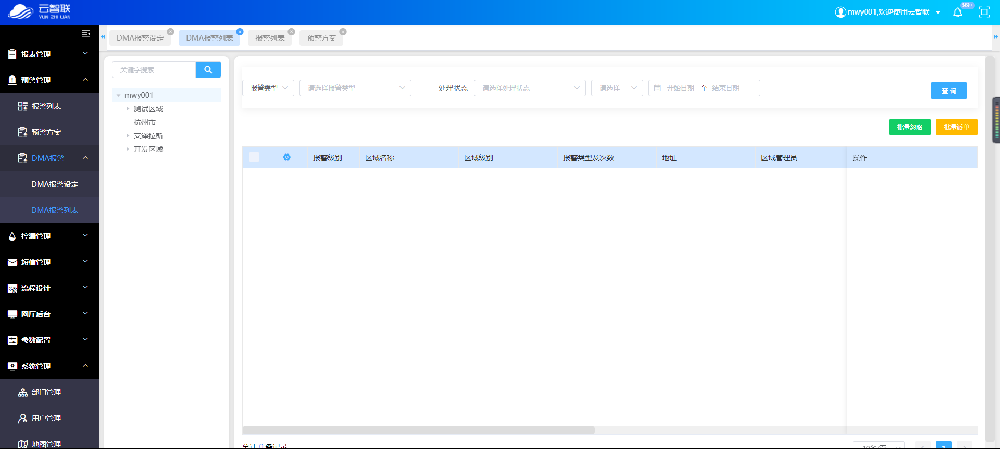 云智联
YUN ZHI LIAN
mwy001,欢迎使用云智联
99+
DMA报警设定
DMA报警列表
报警列表
预警方案
报表管理
预警管理
报警列表
预警方案
DMA报警
DMA报警设定
DMA报警列表
控漏管理
短信管理
流程设计
网厅后台
参数配置
系统管理
部门管理
用户管理
地图管理
关键字搜索
mwy001
测试区域
杭州市
艾泽拉斯
开发区域
报警类型 请选择报警类型 处理状态 请选择处理状态 请选择 开始日期 至 结束日期 查 询
批量忽略 批量派单
报警级别 区域名称 区域级别 报警类型及次数 地址 区域管理员 操作
总计 0 条记录 10条/页 1